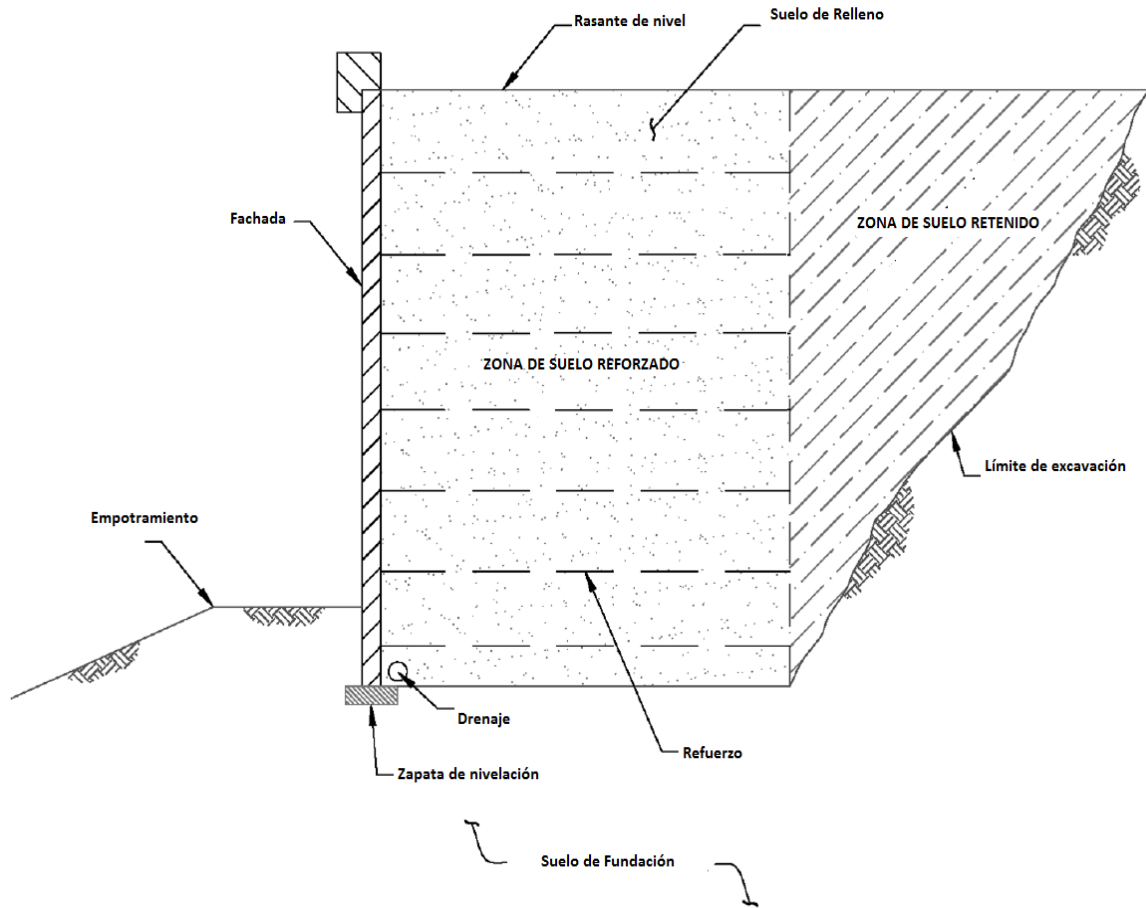 Rasante de nivel
Suelo de Relleno
Fachada
ZONA DE SUELO RETENIDO
ZONA DE SUELO REFORZADO
Límite de excavación
Empotramiento
Drenaje
Refuerzo
Zapata de nivelación
Suelo de Fundación